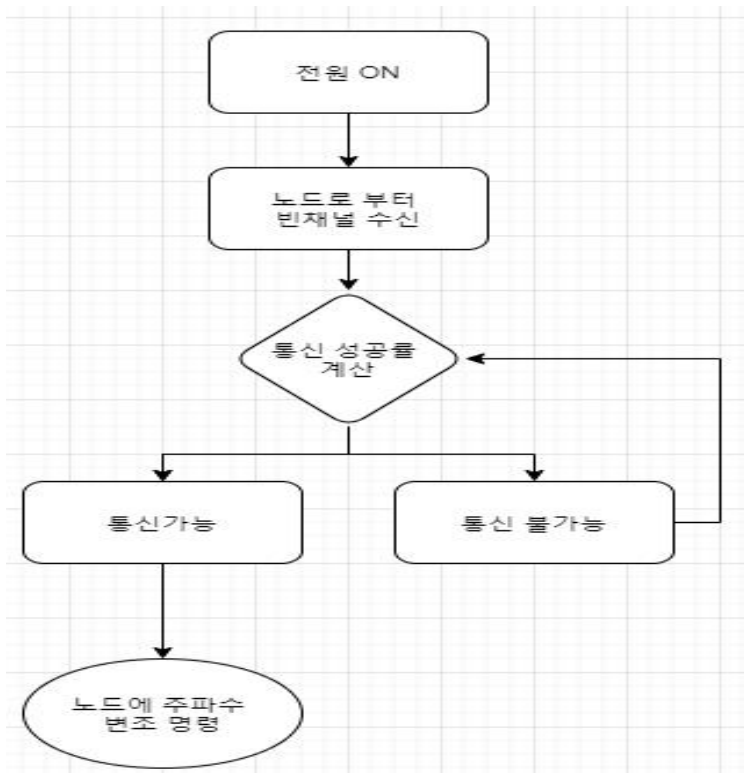 전원 ON
노드로 부터
빈채널 수신
통신 성공률
계산
통신가능
통신 불가능
노드에 주파수
변조 명령